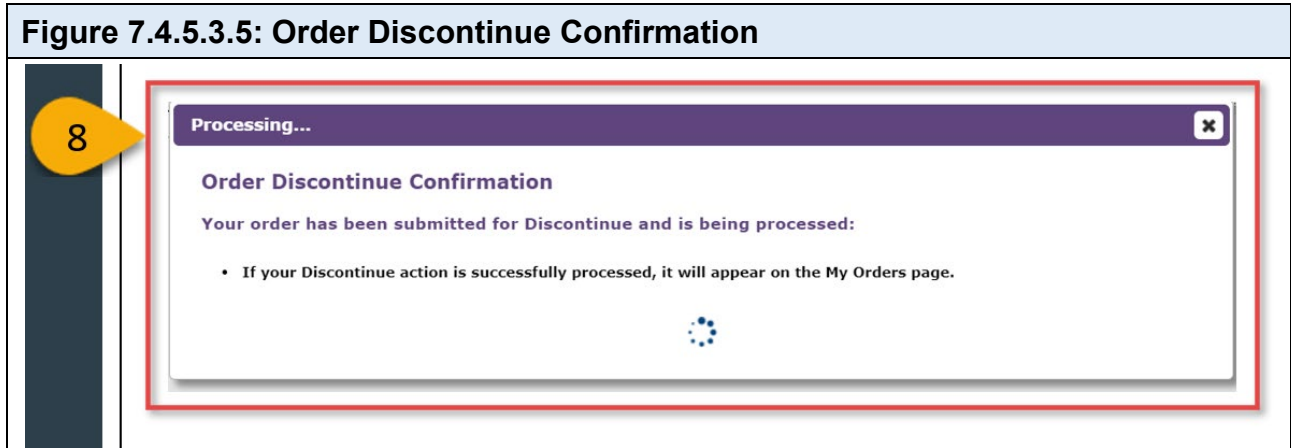 Figure 7.4.5.3.5: Order Discontinue Confirmation
8
Processing...
Order Discontinue Confirmation
Your order has been submitted for Discontinue and is being processed:
• If your Discontinue action is successfully processed, it will appear on the My Orders page.